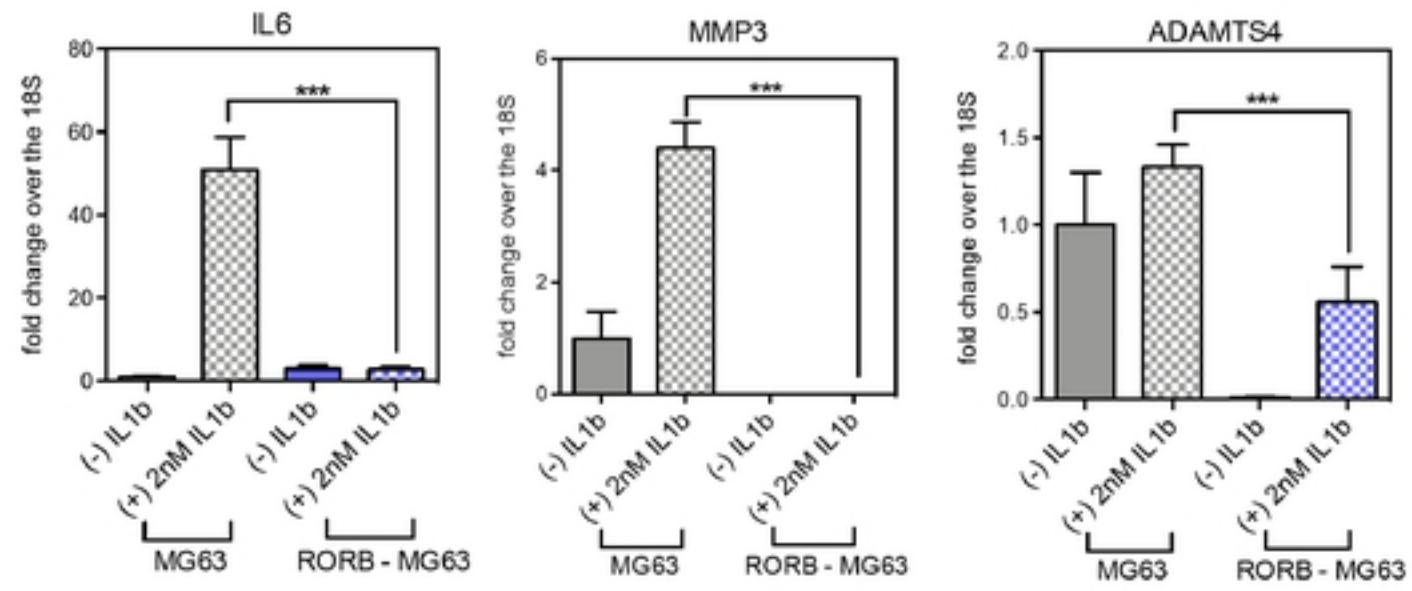 IL6
fold change over the 18S
80
60
40
20
0
***
(-) IL1b
(+) 2nM IL1b
(-) IL1b
(+) 2nM IL1b
MG63
RORB - MG63
MMP3
fold change over the 18S
6
4
2
0
***
(-) IL1b
(+) 2nM IL1b
(-) IL1b
(+) 2nM IL1b
MG63
RORB - MG63
ADAMTS4
fold change over the 18S
2.0
1.5
1.0
0.5
0.0
***
(-) IL1b
(+) 2nM IL1b
(-) IL1b
(+) 2nM IL1b
MG63
RORB - MG63